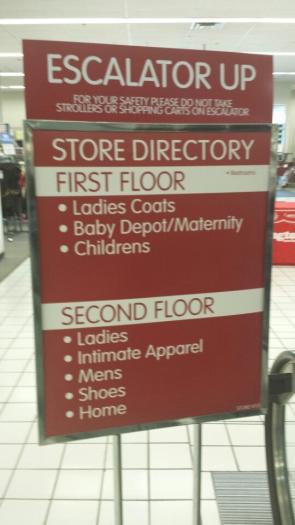 ESCALATOR UP
FOR YOUR SAFETY PLEASE DO NOT TAKE
STROLLERS OR SHOPPING CARTS ON ESCALATOR
STORE DIRECTORY
FIRST FLOOR • Restrooms
• Ladies Coats
• Baby Depot/Maternity
• Childrens
SECOND FLOOR
• Ladies
• Intimate Apparel
• Mens
• Shoes
• Home